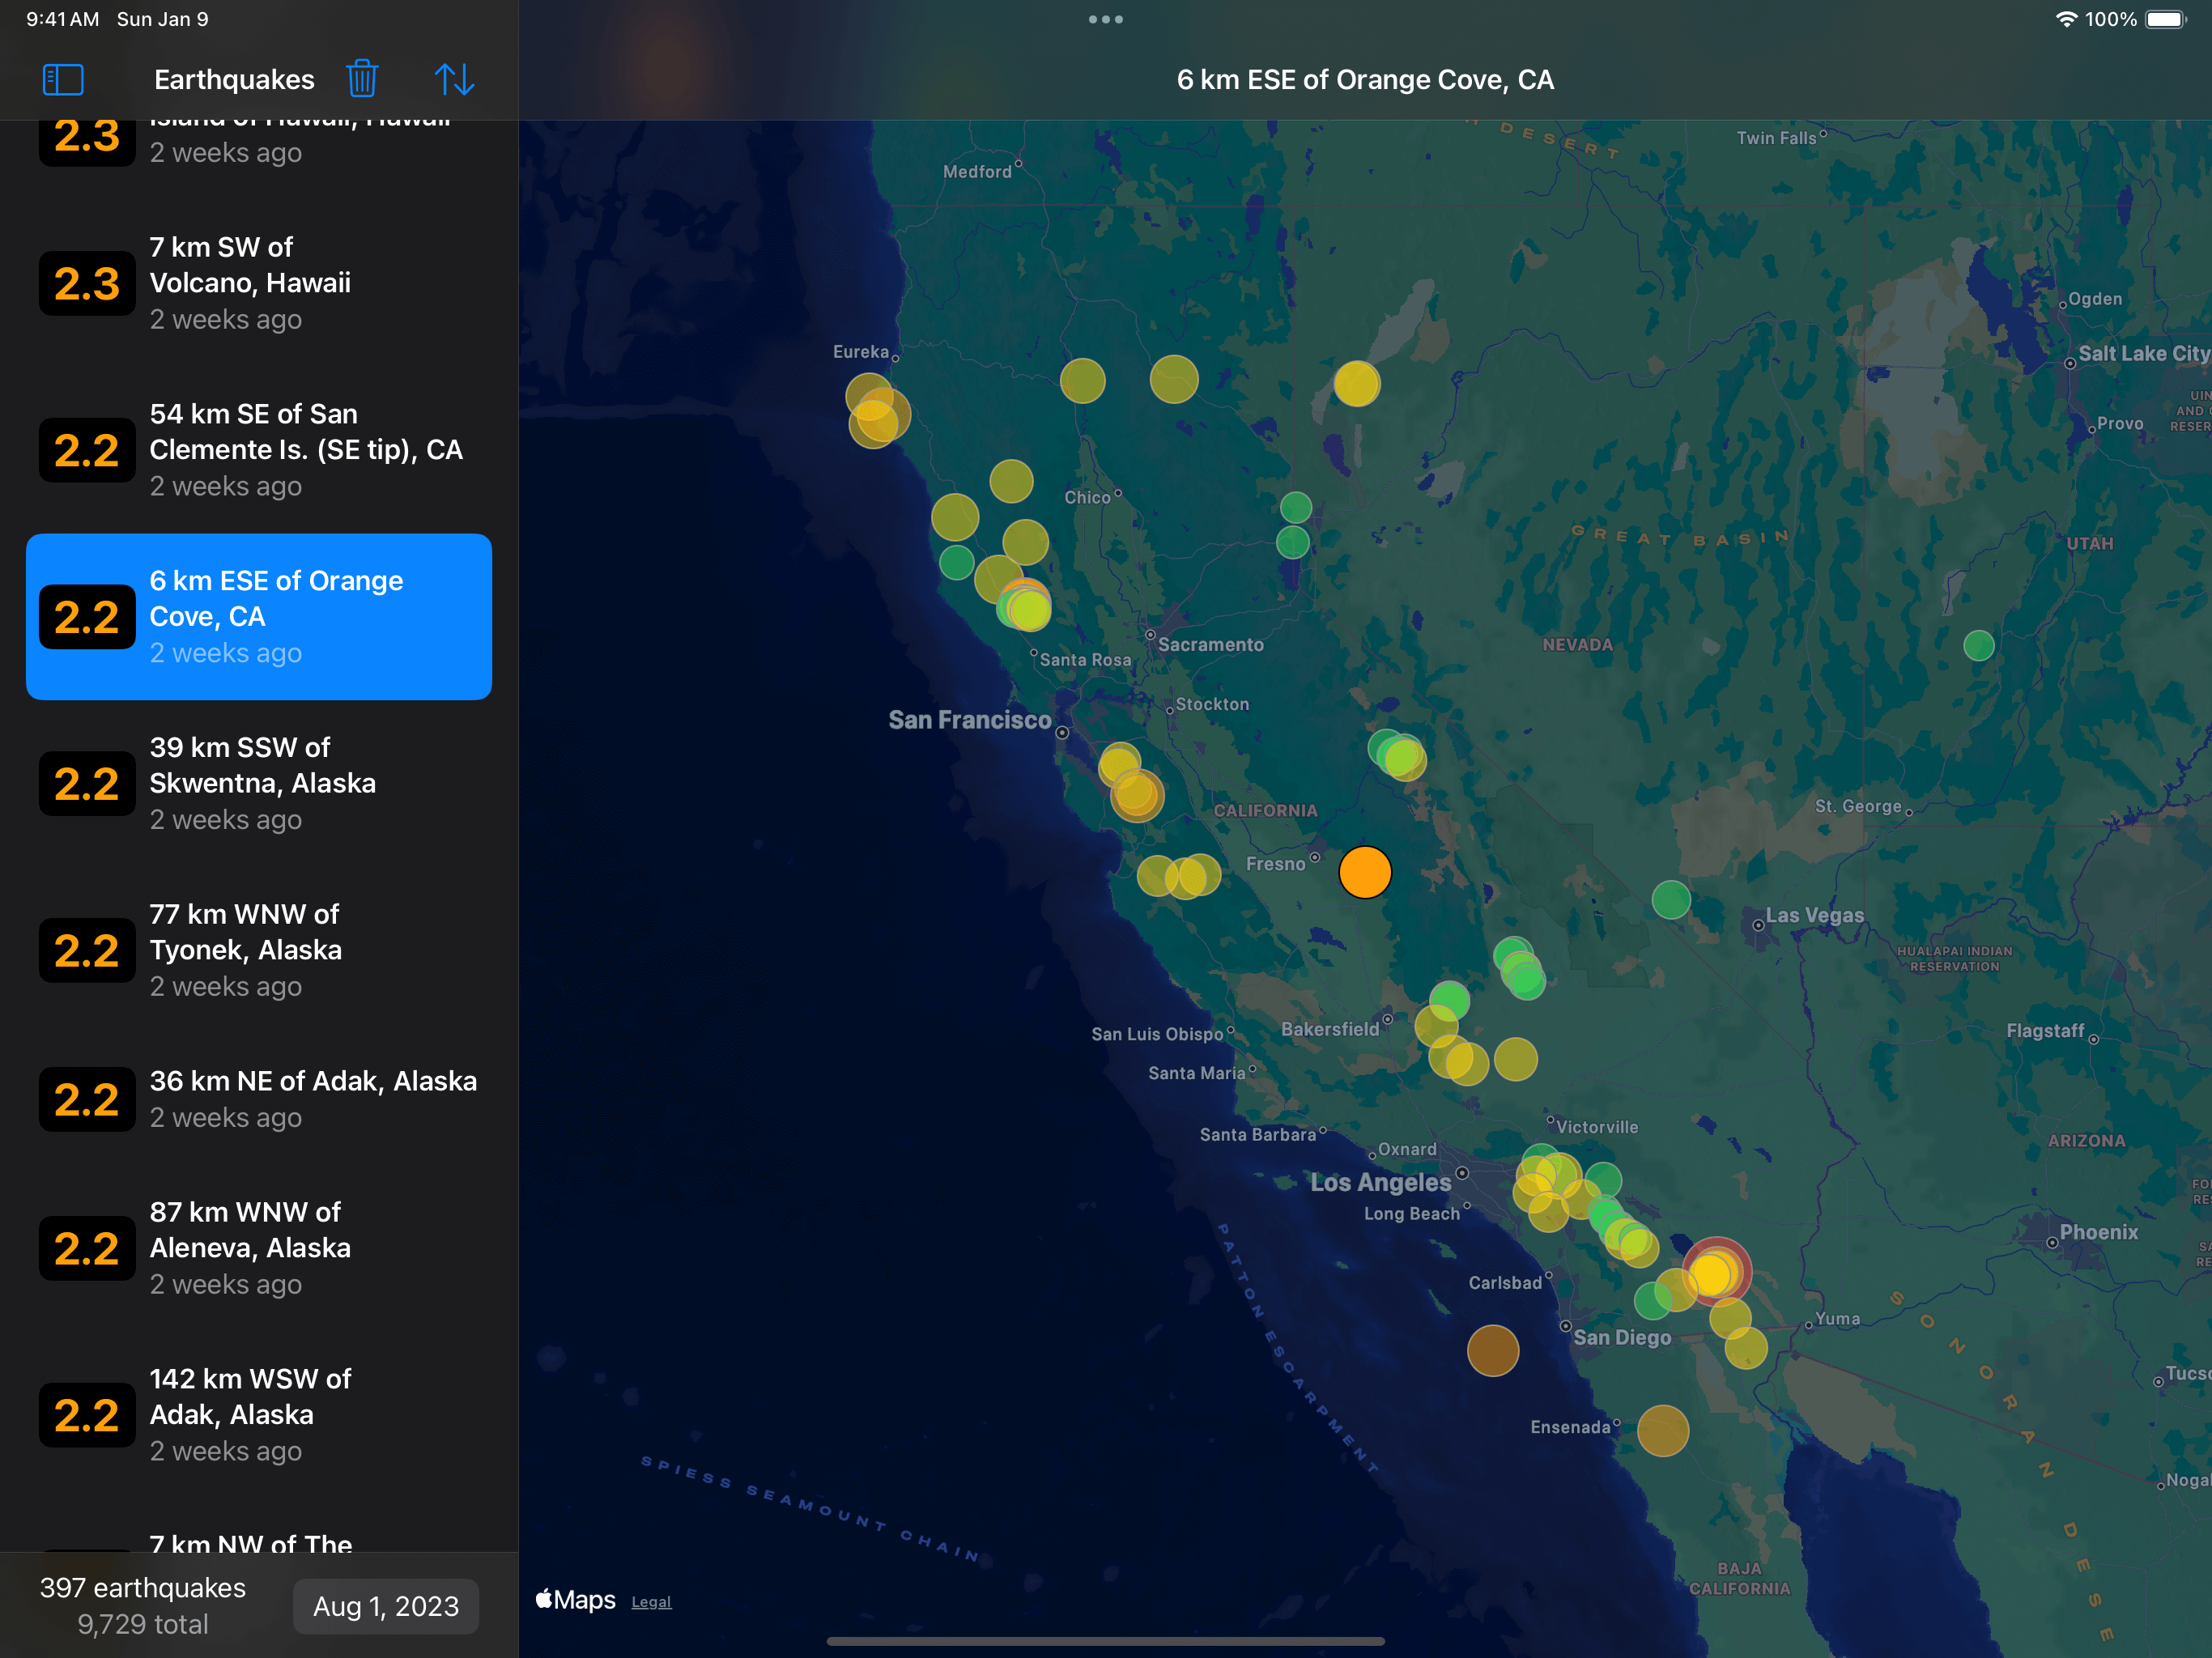 9:41 AM Sun Jan 9
100%
Earthquakes
6 km ESE of Orange Cove, CA
2.3
Island of Hawaii, Hawaii
2 weeks ago
2.3
7 km SW of
Volcano, Hawaii
2 weeks ago
2.2
54 km SE of San
Clemente Is. (SE tip), CA
2 weeks ago
2.2
6 km ESE of Orange
Cove, CA
2 weeks ago
2.2
39 km SSW of
Skwentna, Alaska
2 weeks ago
2.2
77 km WNW of
Tyonek, Alaska
2 weeks ago
2.2
36 km NE of Adak, Alaska
2 weeks ago
2.2
87 km WNW of
Aleneva, Alaska
2 weeks ago
2.2
142 km WSW of
Adak, Alaska
2 weeks ago
7 km NW of The
397 earthquakes
9,729 total
Aug 1, 2023
DESERT
Twin Falls
Medford
Ogden
Eureka
Salt Lake City
UIN
AND
RESER
Provo
Chico
GREAT BASIN
UTAH
Sacramento
NEVADA
Santa Rosa
Stockton
San Francisco
CALIFORNIA
St. George
Fresno
Las Vegas
HUALAPAI INDIAN
RESERVATION
Bakersfield
San Luis Obispo
Flagstaff
Santa Maria
Victorville
Santa Barbara
Oxnard
ARIZONA
Los Angeles
Long Beach
Phoenix
PATTON ESCARPMENT
Carlsbad
San Diego
Yuma
SONORAN DESE
Tucs
Ensenada
SPIESS SEAMOUNT CHAIN
Nogal
BAJA
CALIFORNIA
Maps
Legal